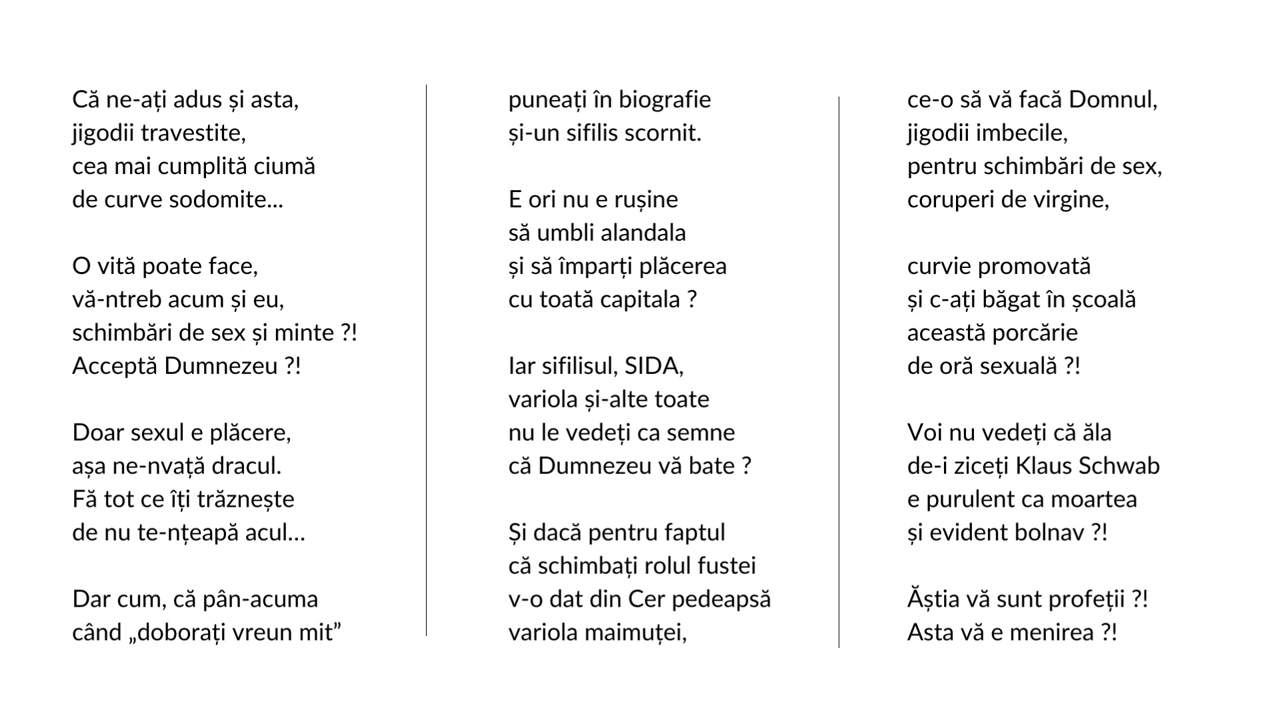 Că ne-ați adus și asta,
jigodii travestite,
cea mai cumplită ciumă
de curve sodomite...
O vită poate face,
vă-ntreb acum și eu,
schimbări de sex și minte ?!
Acceptă Dumnezeu ?!
Doar sexul e plăcere,
așa ne-nvață dracul.
Fă tot ce îți trăznește
de nu te-nțeapă acul...
Dar cum, că pân-acuma
când „doborați vreun mit”
puneați în biografie
și-un sifilis scornit.
E ori nu e rușine
să umbli alandala
și să împarți plăcerea
cu toată capitala ?
Iar sifilisul, SIDA,
variola și-alte toate
nu le vedeți ca semne
că Dumnezeu vă bate ?
Și dacă pentru faptul
că schimbați rolul fustei
v-o dat din Cer pedeapsă
variola maimuței,
ce-o să vă facă Domnul,
jigodii imbecile,
pentru schimbări de sex,
coruperi de virgine,
curvie promovată
și c-ați băgat în școală
această porcărie
de oră sexuală ?!
Voi nu vedeți că ăla
de-i ziceți Klaus Schwab
e purulent ca moartea
și evident bolnav ?!
Ăștia vă sunt profeții ?!
Asta vă e menirea ?!